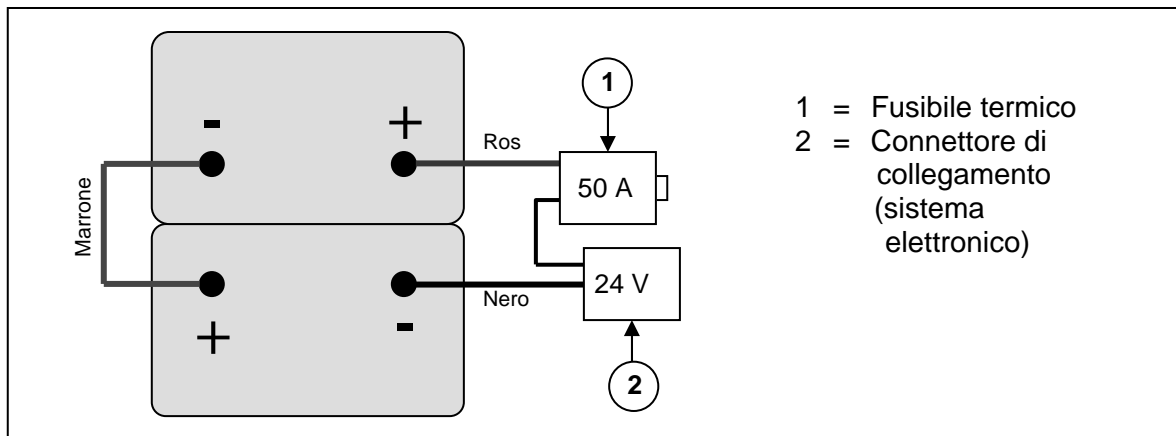 1
-
+
Ros
Marrone
50 A
24 V
Nero
+
-
2
1 = Fusibile termico
2 = Connettore di
collegamento
(sistema
elettronico)